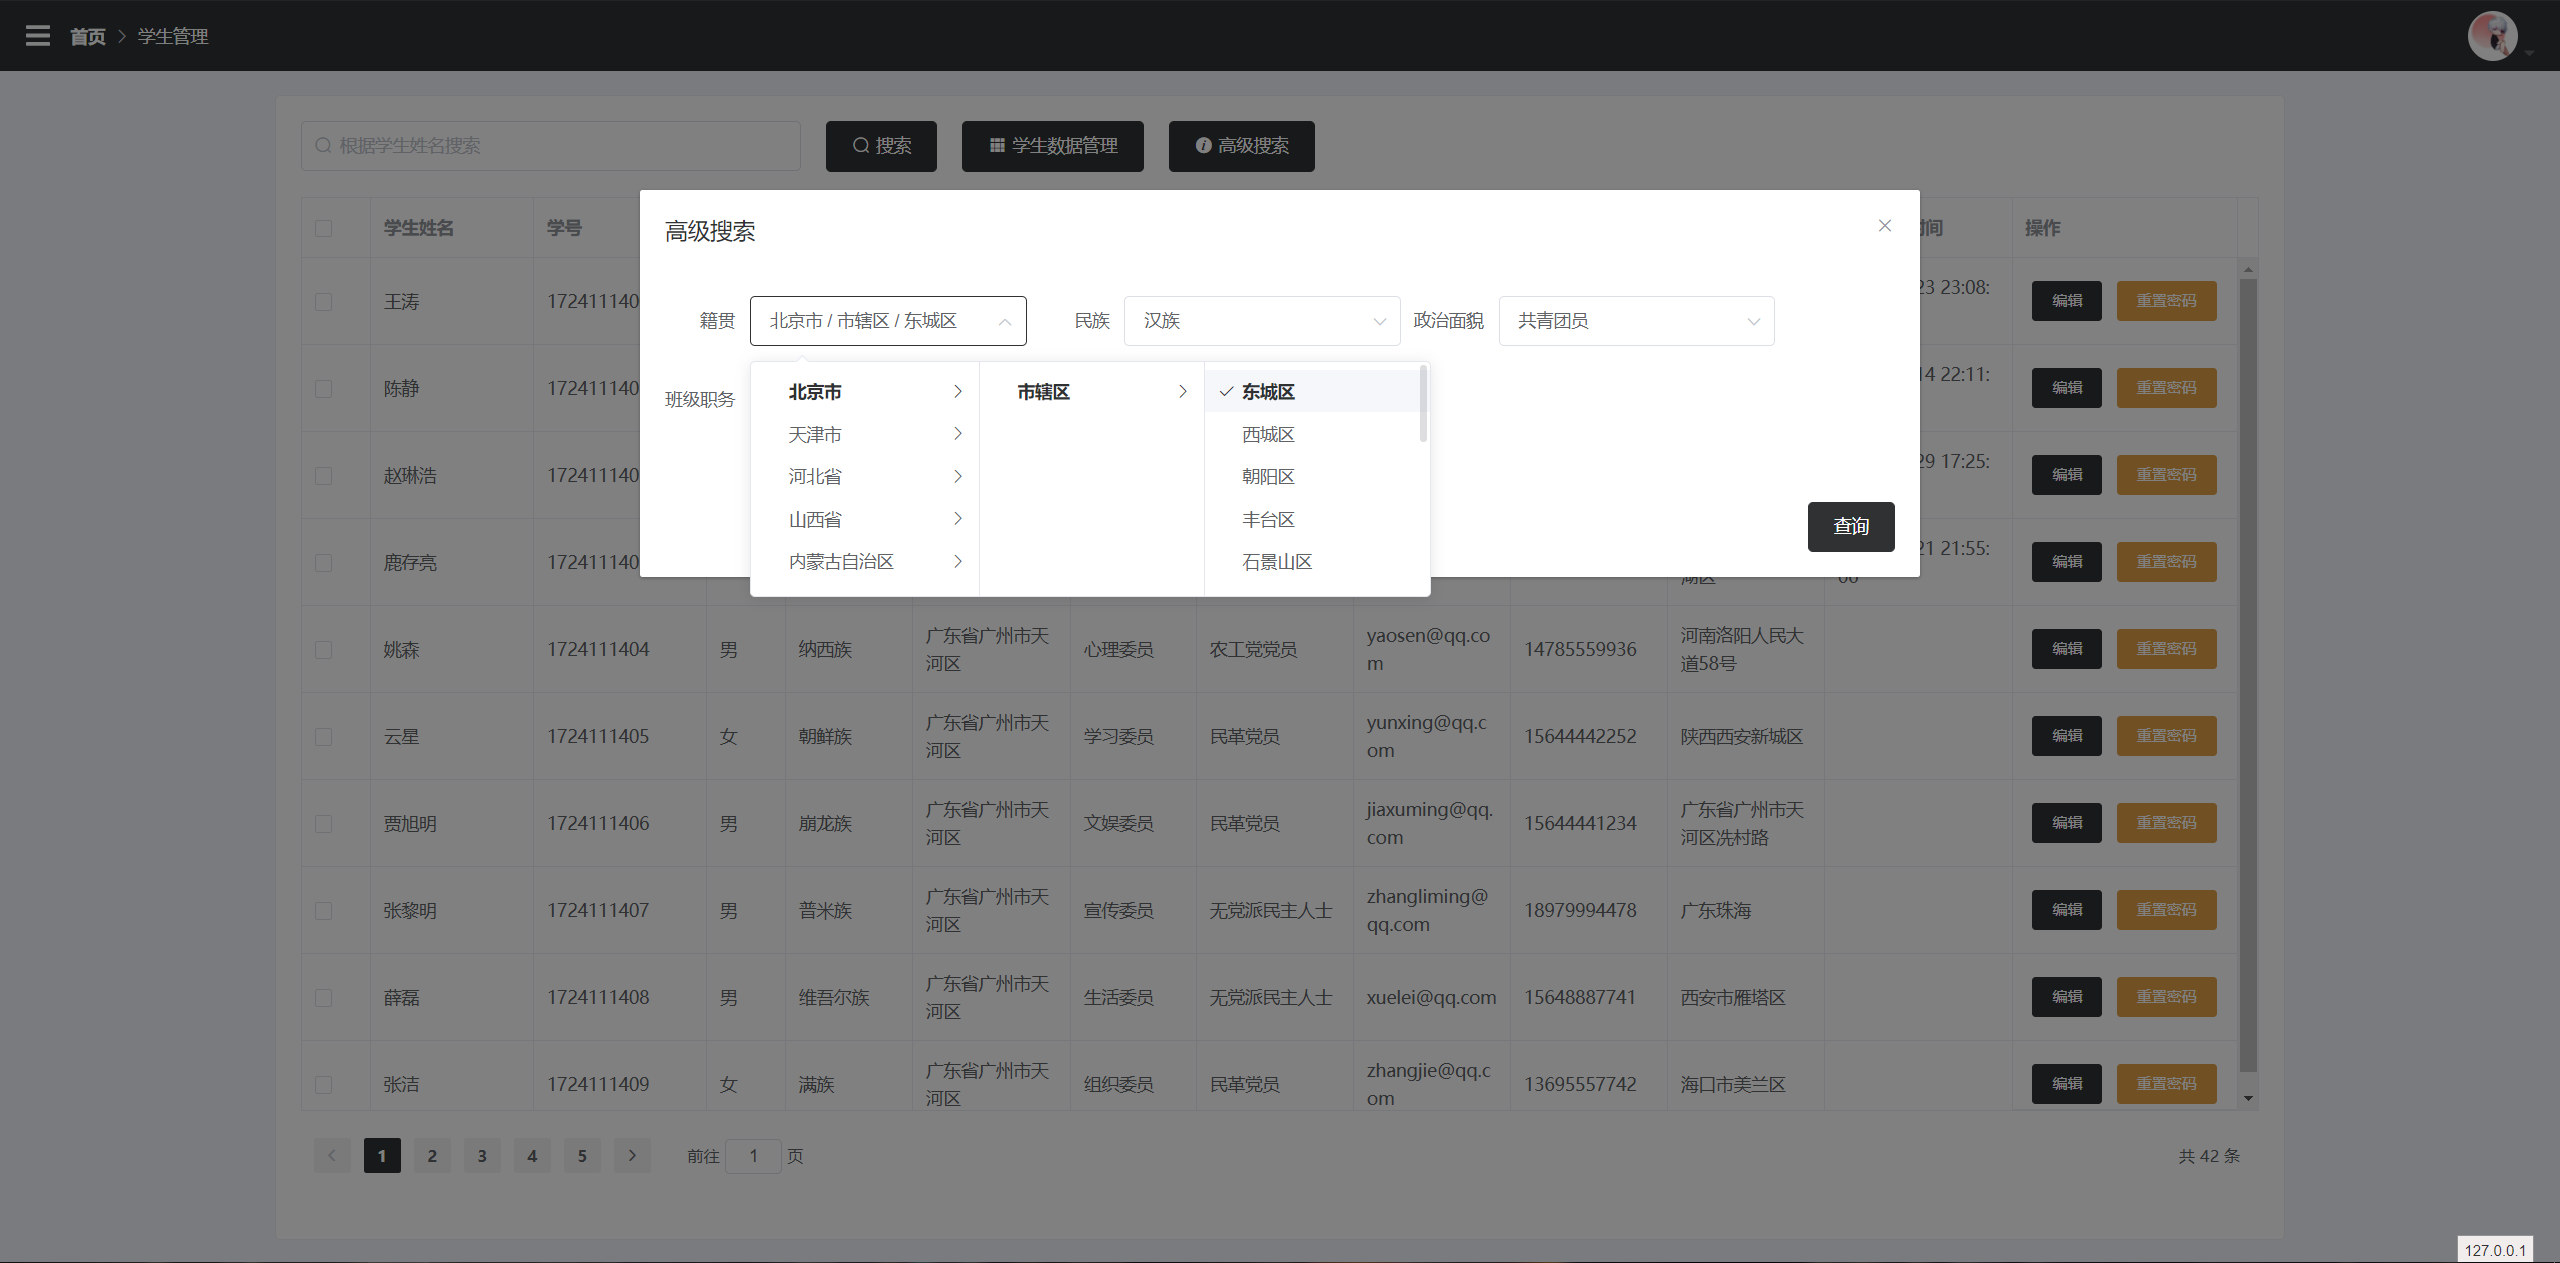 首页 > 学生管理
根据学生姓名搜索
搜索
学生数据管理
高级搜索
学生姓名
学号
时间
操作
高级搜索
籍贯
北京市 / 市辖区 / 东城区
民族
汉族
政治面貌
共青团员
班级职务
北京市
天津市
河北省
山西省
内蒙古自治区
市辖区
东城区
西城区
朝阳区
丰台区
石景山区
查询
王涛
172411140
23 23:08:
编辑
重置密码
陈静
172411140
14 22:11:
编辑
重置密码
赵琳浩
172411140
29 17:25:
编辑
重置密码
鹿存亮
172411140
湖区
21 21:55:
编辑
重置密码
姚森
1724111404
男
纳西族
广东省广州市天
河区
心理委员
农工党党员
yaosen@qq.co
m
14785559936
河南洛阳人民大
道58号
编辑
重置密码
云星
1724111405
女
朝鲜族
广东省广州市天
河区
学习委员
民革党员
yunxing@qq.c
om
15644442252
陕西西安新城区
编辑
重置密码
贾旭明
1724111406
男
崩龙族
广东省广州市天
河区
文娱委员
民革党员
jiaxuming@qq.
com
15644441234
广东省广州市天
河区冼村路
编辑
重置密码
张黎明
1724111407
男
普米族
广东省广州市天
河区
宣传委员
无党派民主人士
zhangliming@
qq.com
18979994478
广东珠海
编辑
重置密码
薛磊
1724111408
男
维吾尔族
广东省广州市天
河区
生活委员
无党派民主人士
xuelei@qq.com
15648887741
西安市雁塔区
编辑
重置密码
张洁
1724111409
女
满族
广东省广州市天
河区
组织委员
民革党员
zhangjie@qq.c
om
13695557742
海口市美兰区
编辑
重置密码
1
2
3
4
5
前往 1 页
共 42 条
127.0.0.1